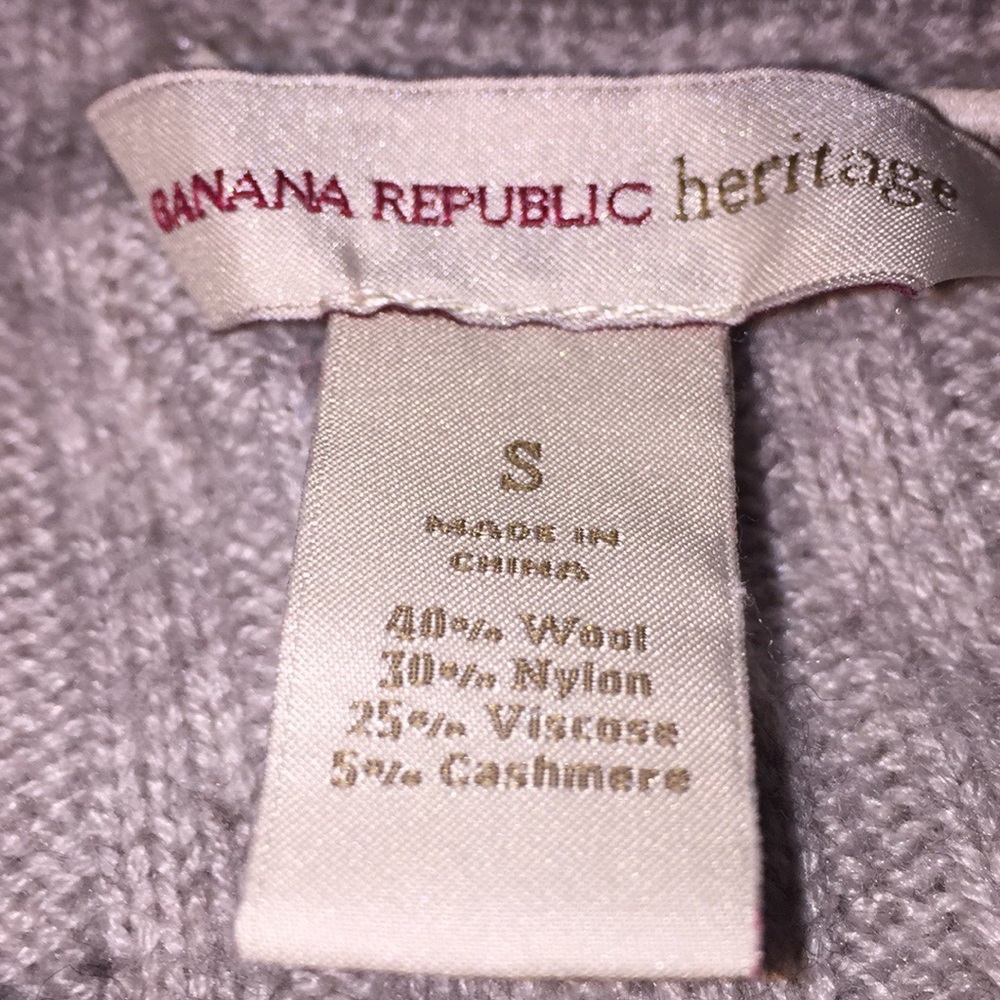 BANANA REPUBLIC heritage
S
MADE IN
CHINA
40% Wool
30% Nylon
25% Viscose
5% Cashmere